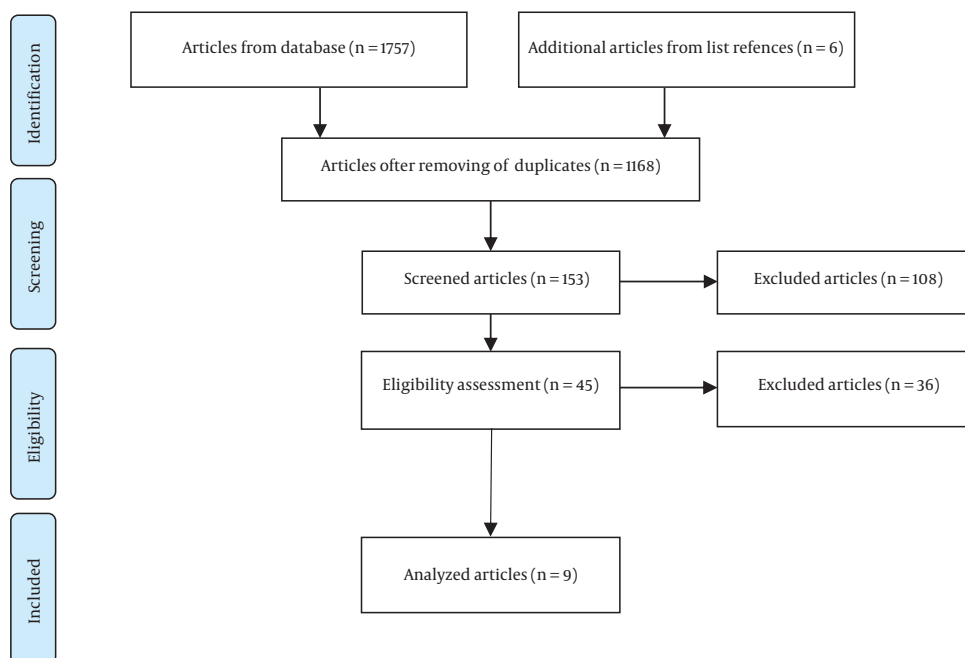 Identification
Articles from database (n = 1757)
Additional articles from list refences (n = 6)
Articles ofter removing of duplicates (n = 1168)
Screening
Screened articles (n = 153)
Excluded articles (n = 108)
Eligibility
Eligibility assessment (n = 45)
Excluded articles (n = 36)
Included
Analyzed articles (n = 9)